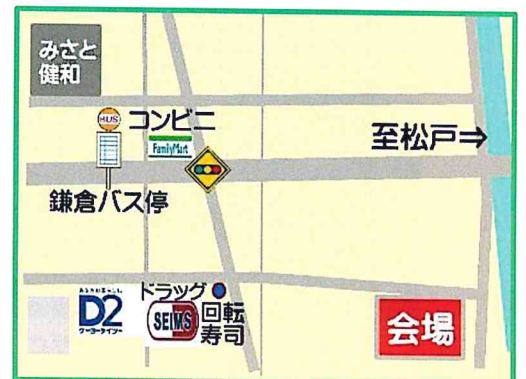 みさと
健和
BUS
コンビニ
FamilyMart
至松戸⇒
鎌倉バス停
D2
ケーヨーデイツー
ドラッグ
SEIMS
回転
寿司
会場